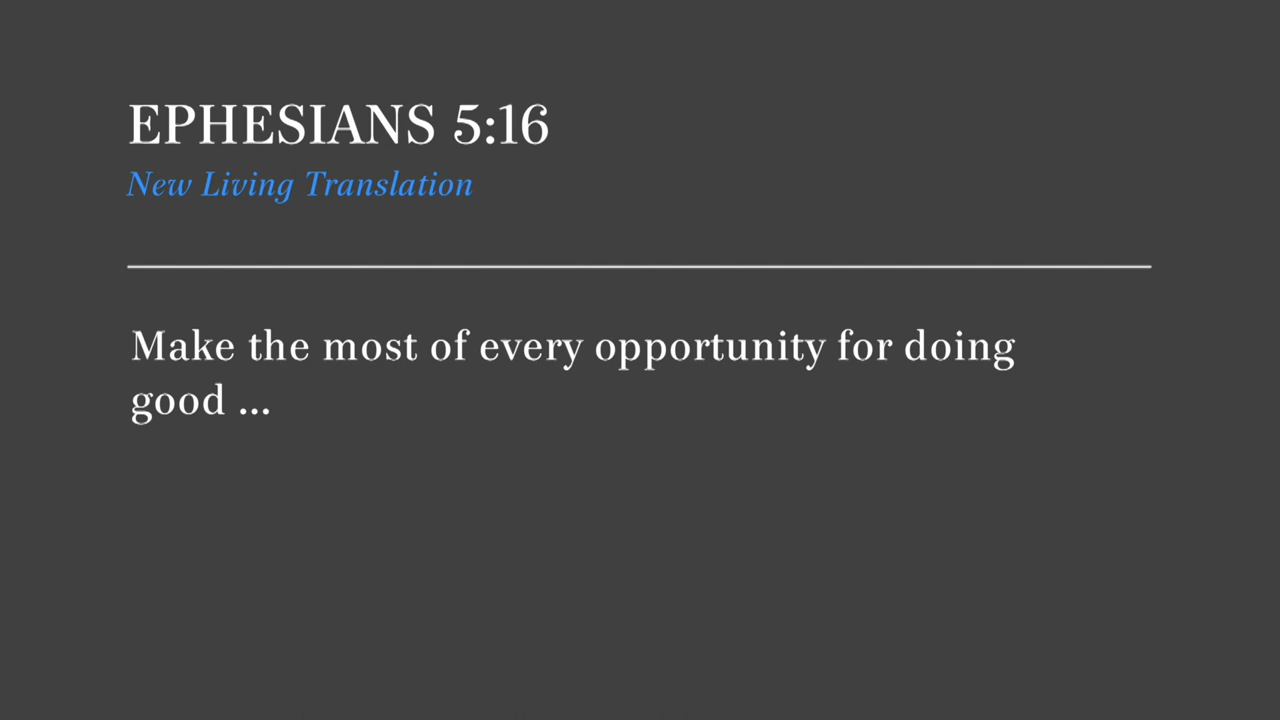 EPHESIANS 5:16
New Living Translation
Make the most of every opportunity for doing
good ...